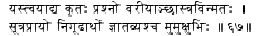 यस्त्वयाद्य कृतः प्रश्नो वरीयाञ्छास्त्रविन्मतः ।
सूत्रप्रायो निगूढार्थो ज्ञातव्यश्च मुमुक्षुभिः ॥ ६७॥